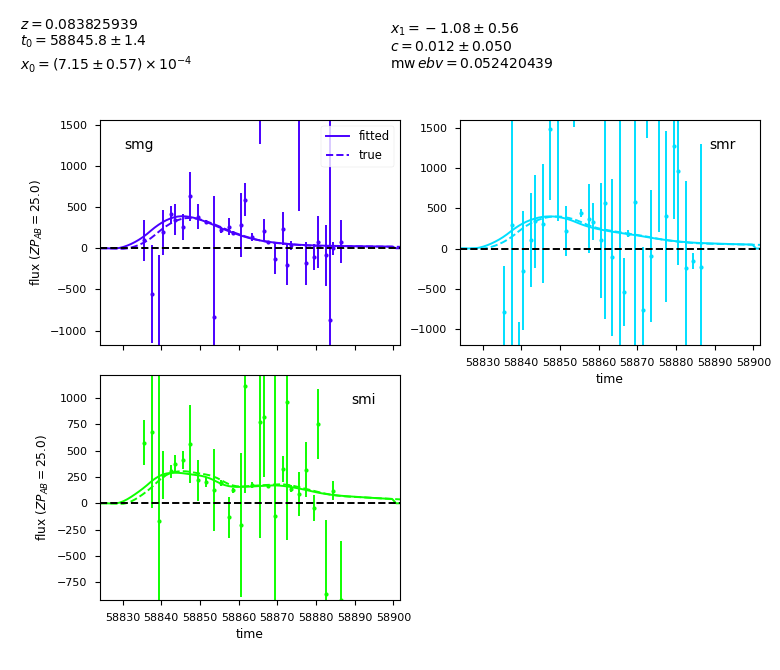 z = 0.083825939
t₀ = 58845.8 ± 1.4
x₀ = (7.15 ± 0.57) × 10⁻⁴
x₁ = −1.08 ± 0.56
c = 0.012 ± 0.050
mw ebv = 0.052420439
smg
fitted
true
1500
1000
500
0
−500
−1000
flux (ZP_AB = 25.0)
smr
1500
1000
500
0
−500
−1000
58830 58840 58850 58860 58870 58880 58890 58900
time
smi
1000
750
500
250
0
−250
−500
−750
flux (ZP_AB = 25.0)
58830 58840 58850 58860 58870 58880 58890 58900
time